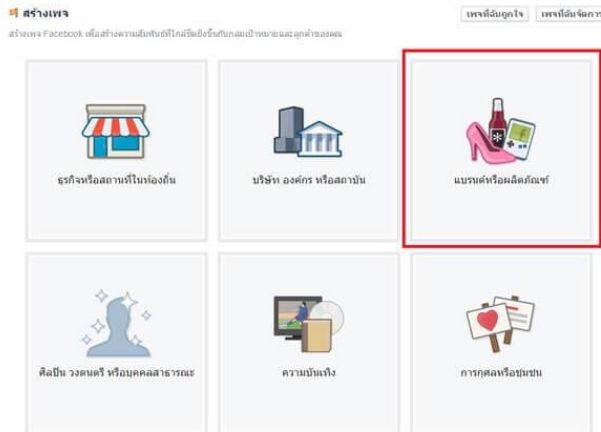 สร้างเพจ
เพจที่ฉันถูกใจ เพจที่ฉันจัดการ
สร้างเพจ Facebook เพื่อสร้างความสัมพันธ์ที่ใกล้ชิดยิ่งขึ้นกับกลุ่มเป้าหมายและลูกค้าของคุณ
ธุรกิจหรือสถานที่ในท้องถิ่น
บริษัท องค์กร หรือสถาบัน
แบรนด์หรือผลิตภัณฑ์
ศิลปิน วงดนตรี หรือบุคคลสาธารณะ
ความบันเทิง
การกุศลหรือชุมชน